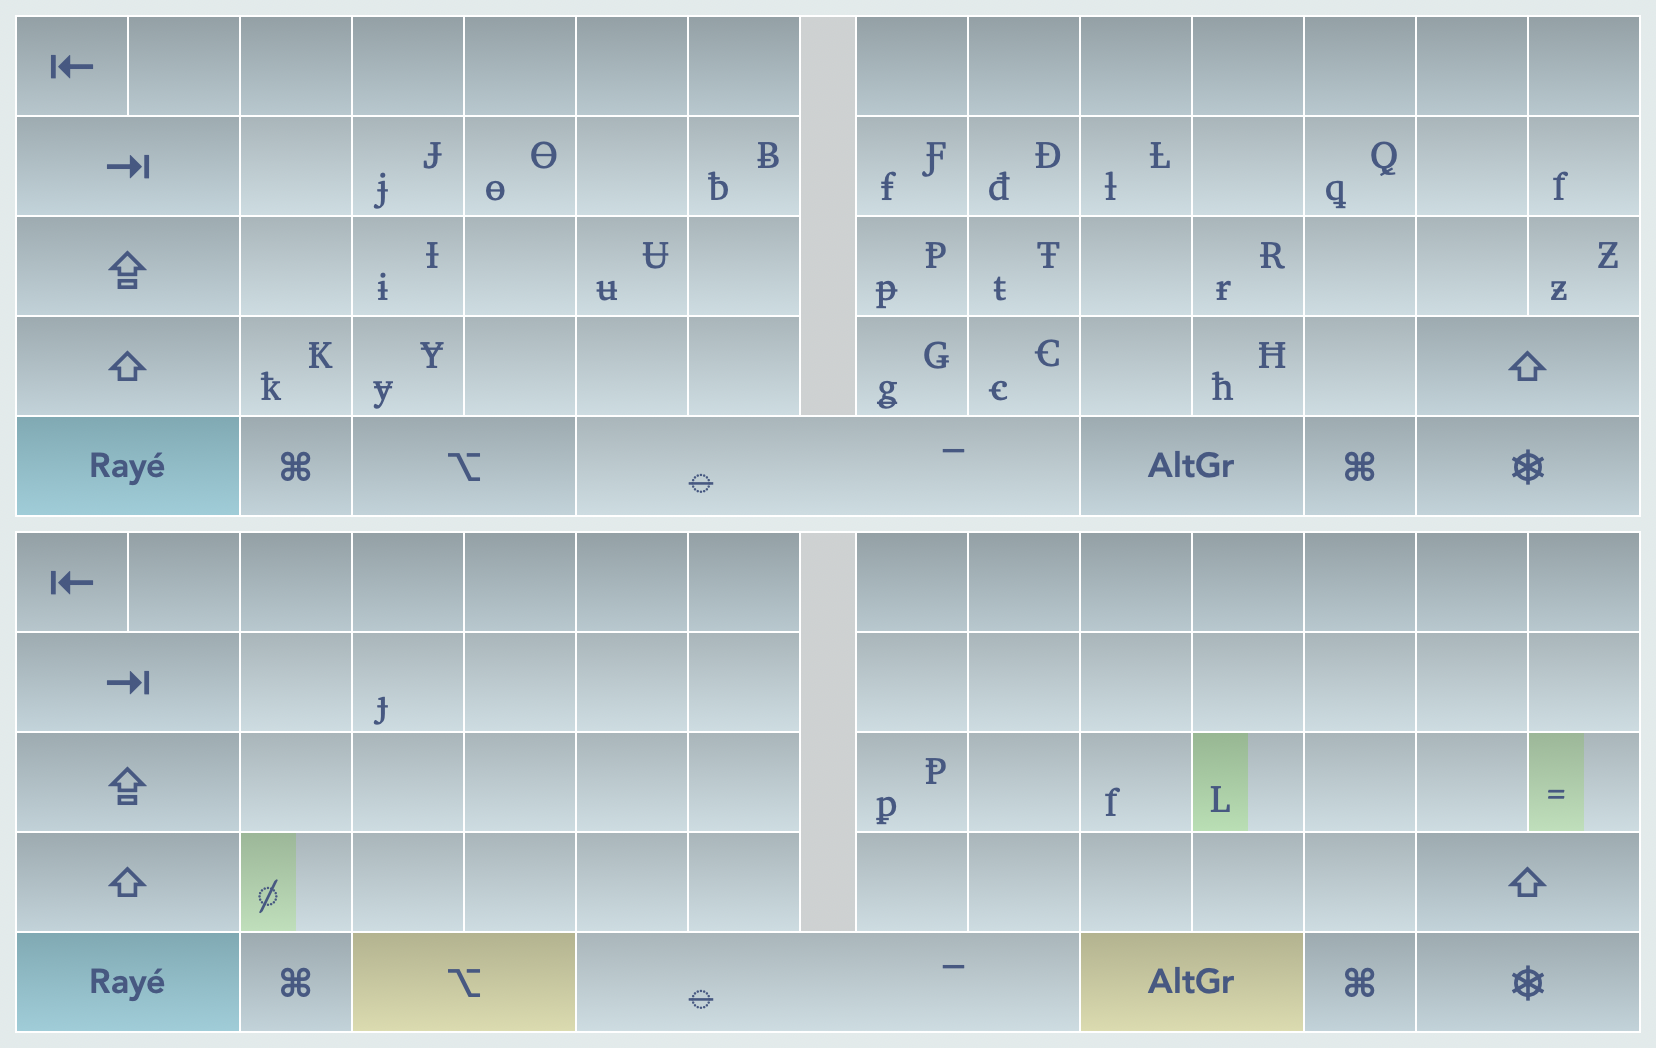 Ɉ Ɵ Ƀ Ƒ Đ Ƚ Ꝗ
ɉ ɵ ƀ f đ ƚ ꝗ f
Ɨ Ʉ Ᵽ Ŧ Ɍ Ƶ
ɨ ʉ ᵽ ŧ ɍ ƶ
Ꝁ Ɏ Ꞡ Ꞓ Ħ
ꝁ ɏ ꞡ ꞓ ħ
Rayé ⌘ ⌥ ◌̵ – AltGr ⌘
ɟ
Ᵽ
ꝑ f L =
◌̸
Rayé ⌘ ⌥ ◌̵ – AltGr ⌘